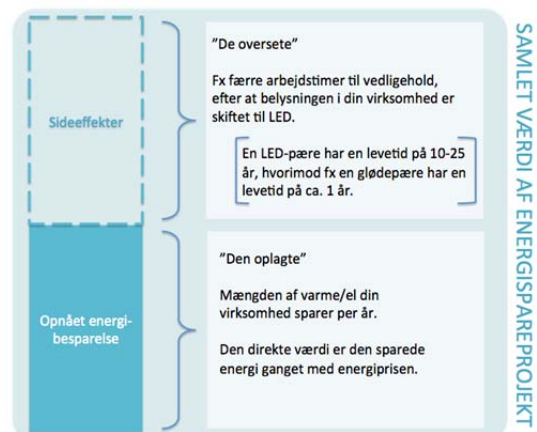 Sideeffekter
"De oversete"
Fx færre arbejdstimer til vedligehold,
efter at belysningen i din virksomhed er
skiftet til LED.
En LED-pære har en levetid på 10-25
år, hvorimod fx en glødepære har en
levetid på ca. 1 år.
Opnået energi-
besparelse
"Den oplagte"
Mængden af varme/el din
virksomhed sparer per år.
Den direkte værdi er den sparede
energi ganget med energiprisen.
SAMLET VÆRDI AF ENERGISPAREPROJEKT